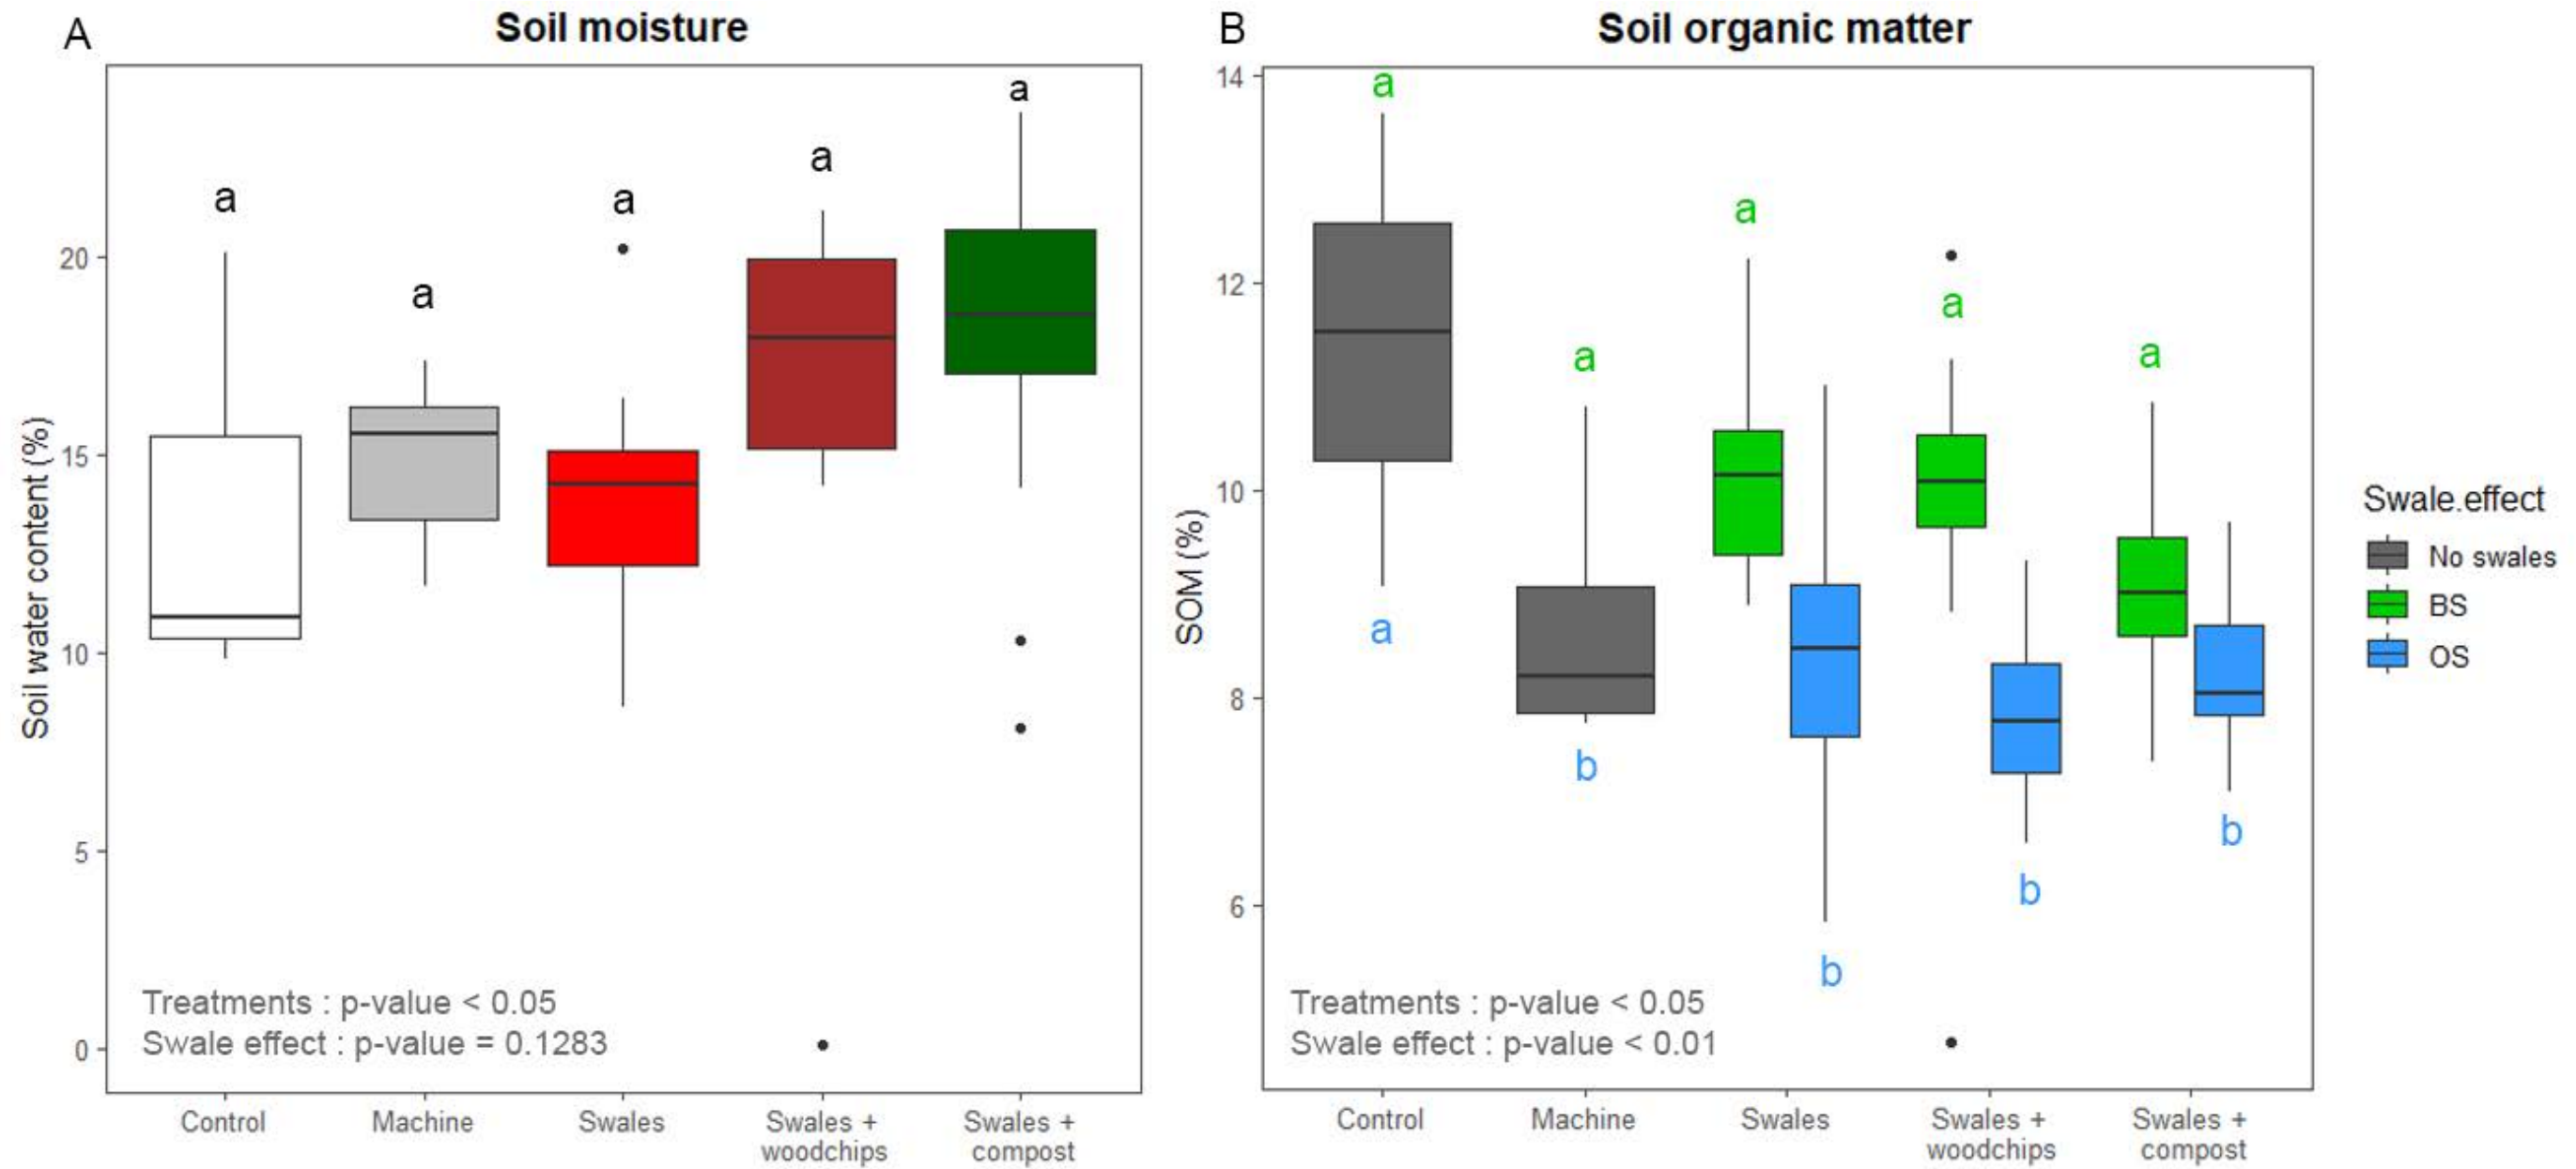 A
Soil moisture
Soil water content (%)
20
15
10
5
0
a
a
a
a
a
Treatments : p-value < 0.05
Swale effect : p-value = 0.1283
Control
Machine
Swales
Swales +
woodchips
Swales +
compost
B
Soil organic matter
SOM (%)
14
12
10
8
6
a
a
a
a
a
a
b
b
b
b
Treatments : p-value < 0.05
Swale effect : p-value < 0.01
Control
Machine
Swales
Swales +
woodchips
Swales +
compost
Swale.effect
No swales
BS
OS